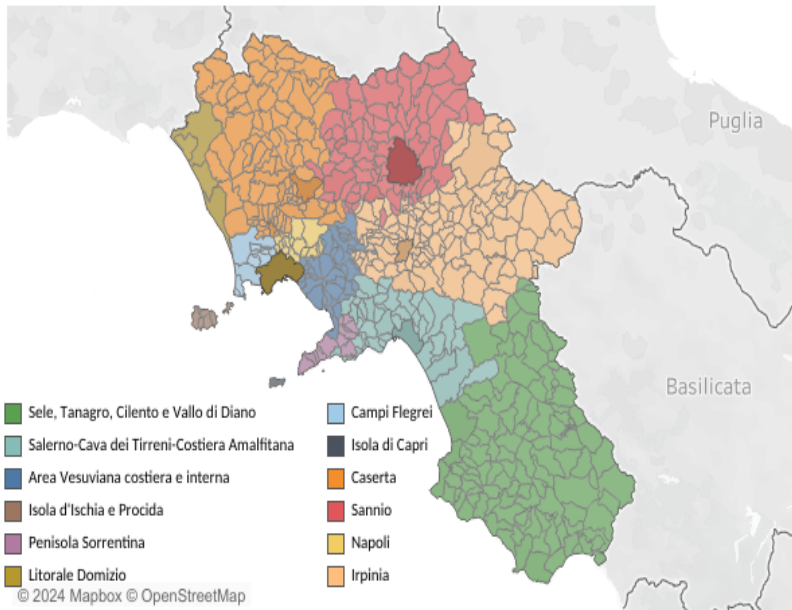 Puglia
Basilicata
Sele, Tanagro, Cilento e Vallo di Diano
Salerno-Cava dei Tirreni-Costiera Amalfitana
Area Vesuviana costiera e interna
Isola d'Ischia e Procida
Penisola Sorrentina
Litorale Domizio
Campi Flegrei
Isola di Capri
Caserta
Sannio
Napoli
Irpinia
© 2024 Mapbox © OpenStreetMap